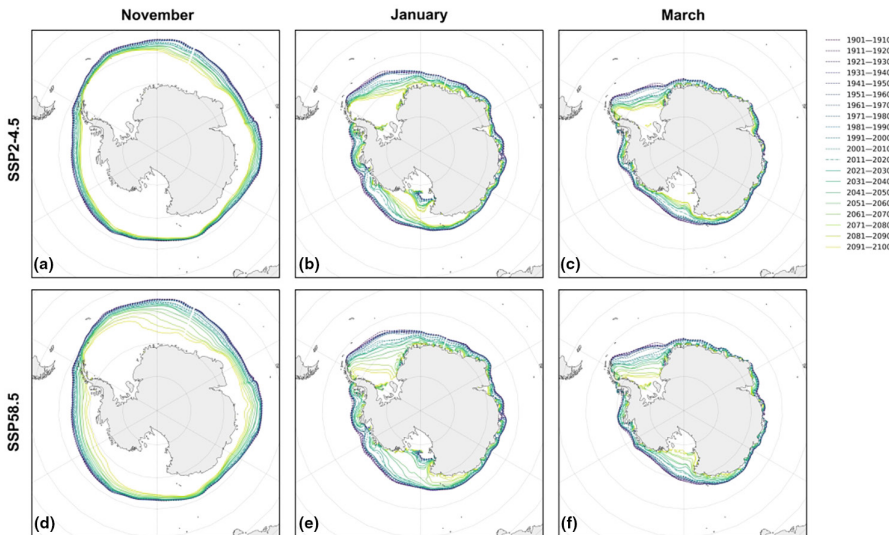 November
January
March
SSP2-4.5
(a)
(b)
(c)
1901—1910
1911—1920
1921—1930
1931—1940
1941—1950
1951—1960
1961—1970
1971—1980
1981—1990
1991—2000
2001—2010
2011—2020
2021—2030
2031—2040
2041—2050
2051—2060
2061—2070
2071—2080
2081—2090
2091—2100
SSP58.5
(d)
(e)
(f)